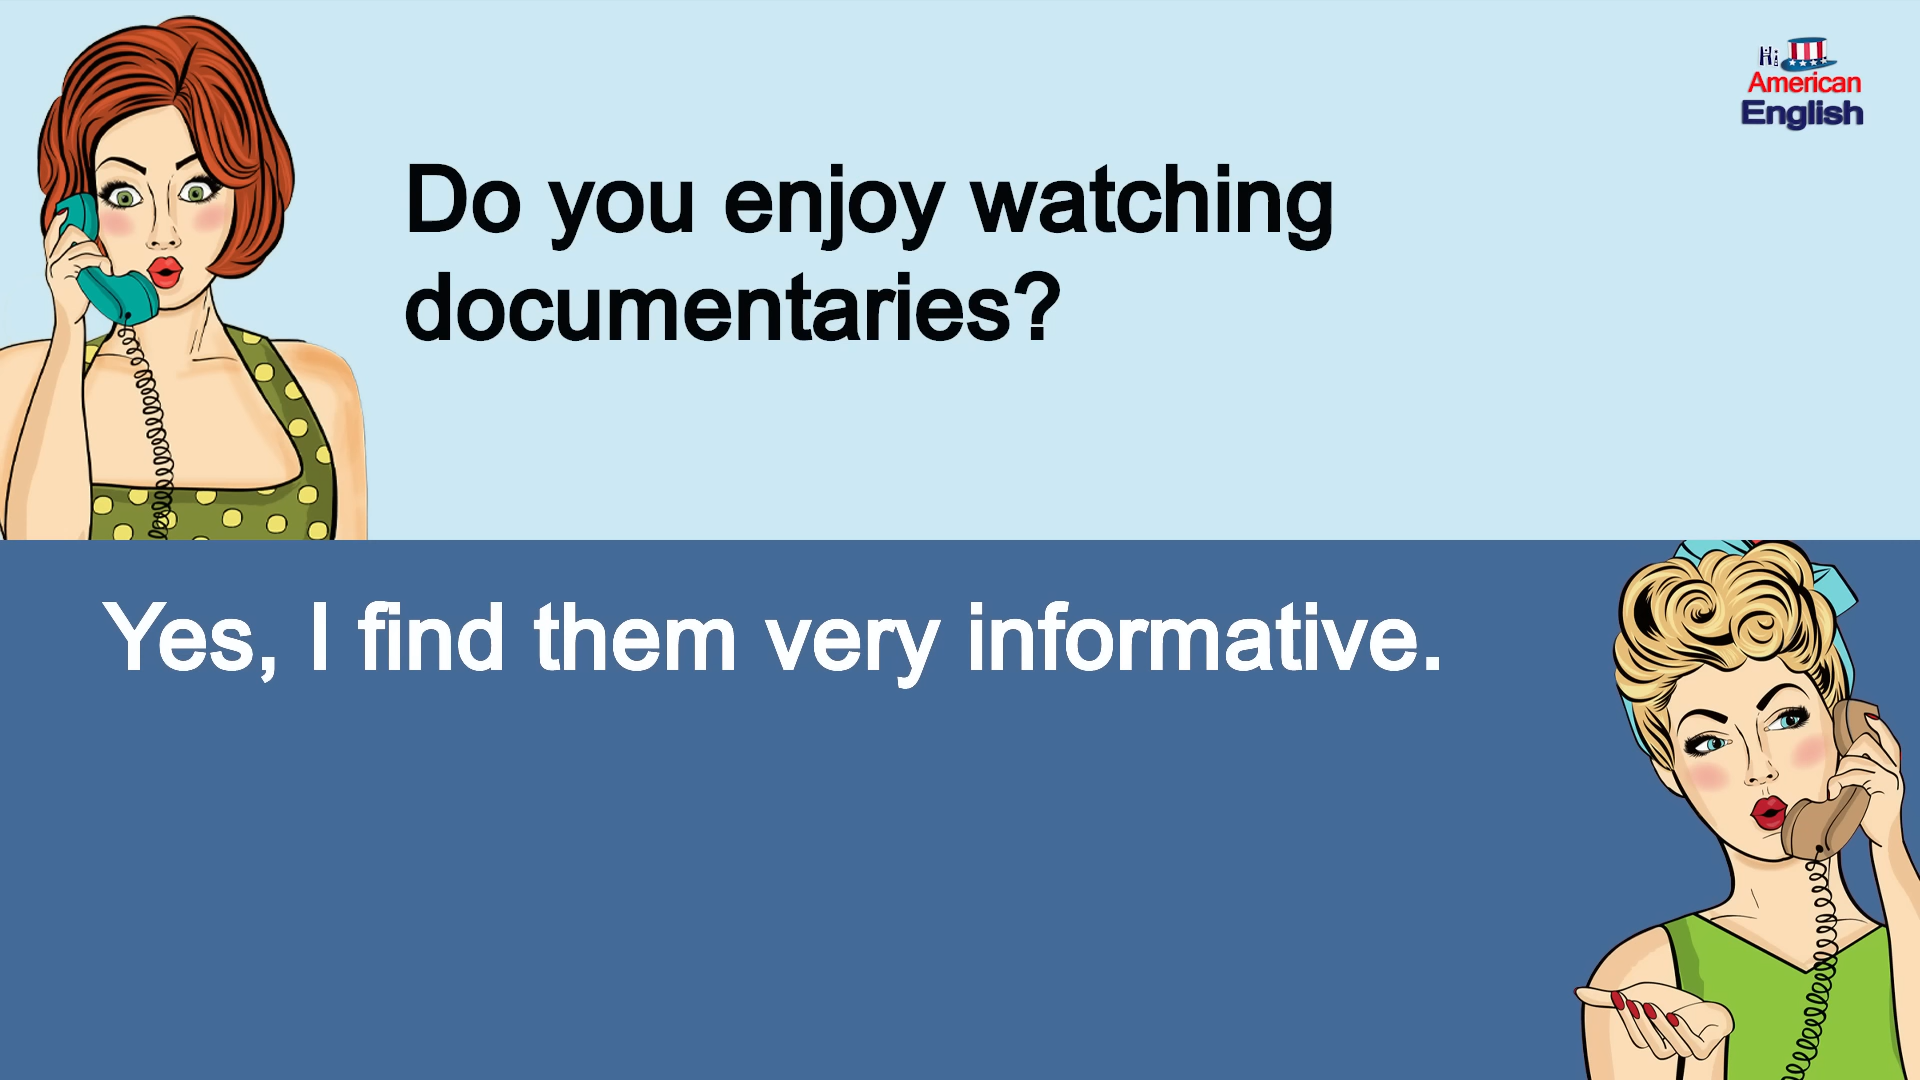 Hi
American
English
Do you enjoy watching
documentaries?
Yes, I find them very informative.